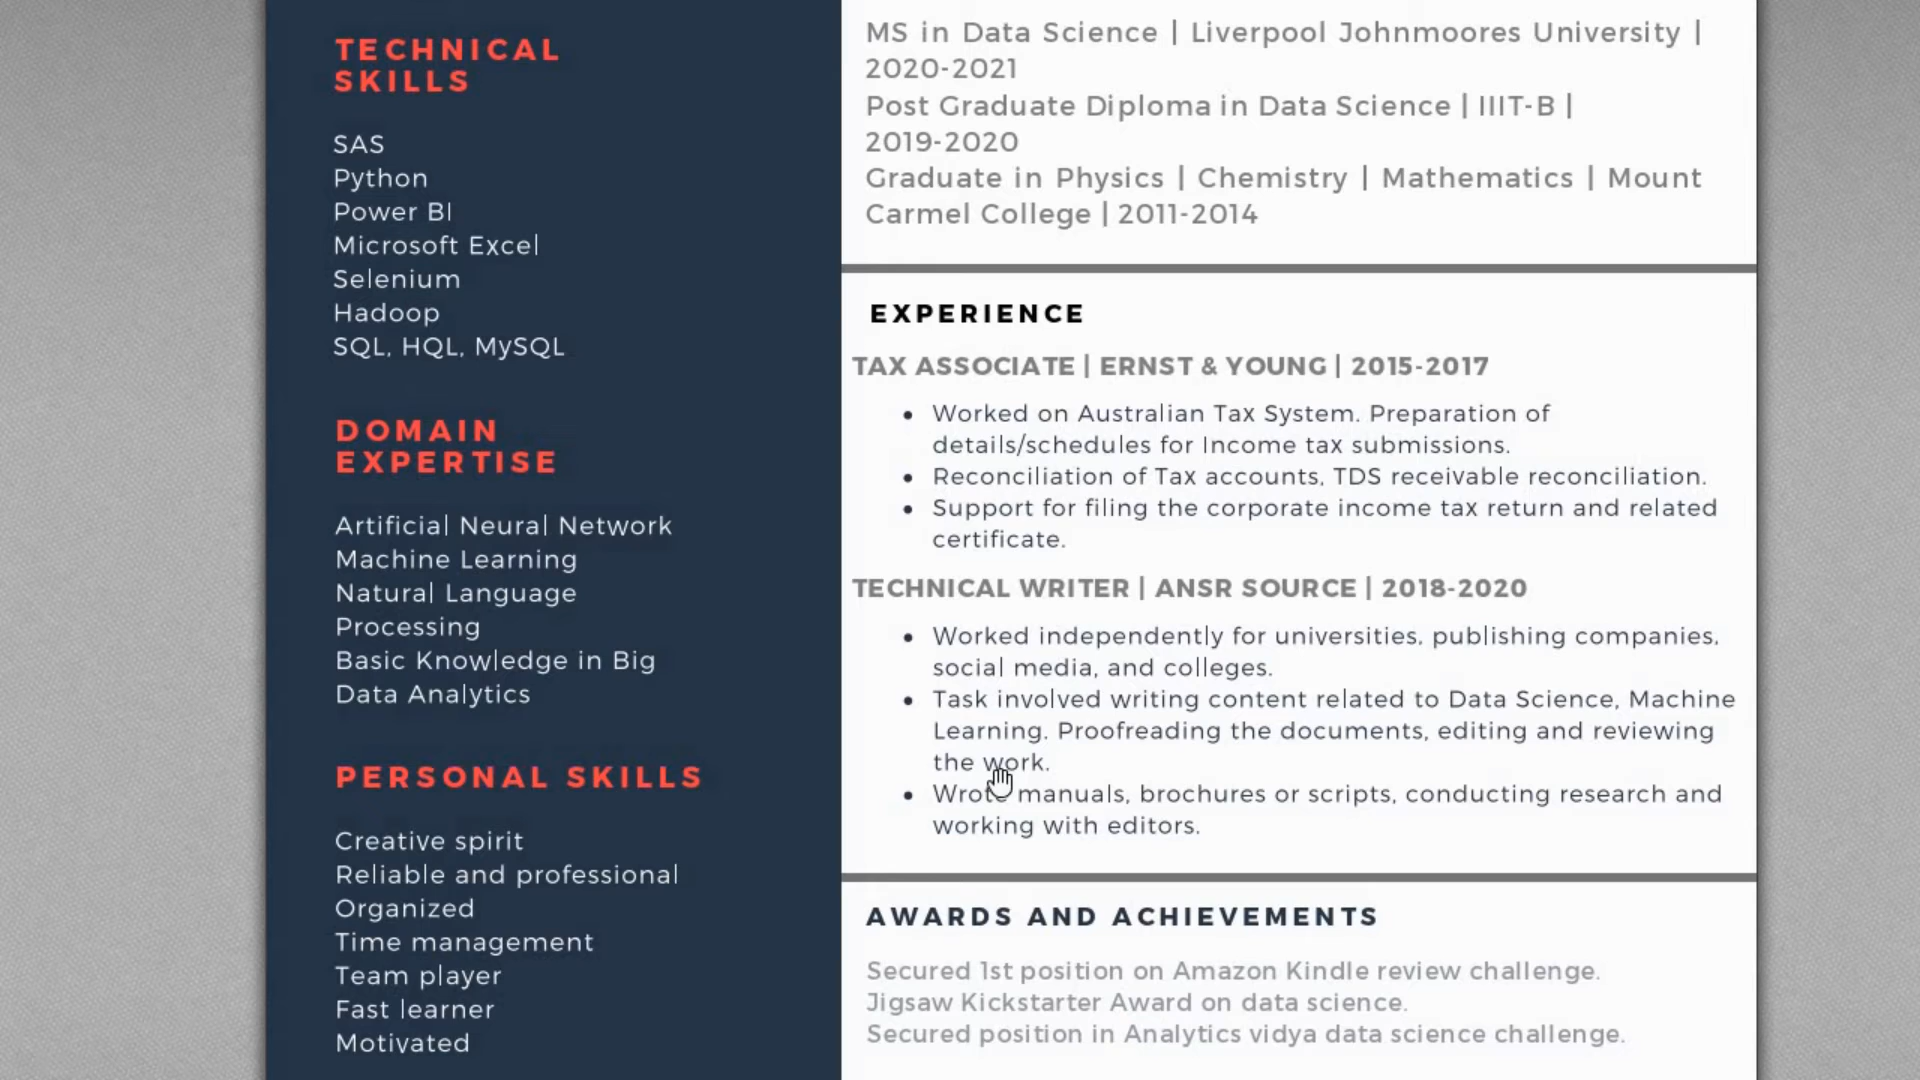 TECHNICAL
SKILLS
SAS
Python
Power BI
Microsoft Excel
Selenium
Hadoop
SQL, HQL, MySQL
DOMAIN
EXPERTISE
Artificial Neural Network
Machine Learning
Natural Language
Processing
Basic Knowledge in Big
Data Analytics
PERSONAL SKILLS
Creative spirit
Reliable and professional
Organized
Time management
Team player
Fast learner
Motivated
MS in Data Science | Liverpool Johnmoores University |
2020-2021
Post Graduate Diploma in Data Science | IIIT-B |
2019-2020
Graduate in Physics | Chemistry | Mathematics | Mount
Carmel College | 2011-2014
EXPERIENCE
TAX ASSOCIATE | ERNST & YOUNG | 2015-2017
• Worked on Australian Tax System. Preparation of
details/schedules for Income tax submissions.
• Reconciliation of Tax accounts, TDS receivable reconciliation.
• Support for filing the corporate income tax return and related
certificate.
TECHNICAL WRITER | ANSR SOURCE | 2018-2020
• Worked independently for universities, publishing companies,
social media, and colleges.
• Task involved writing content related to Data Science, Machine
Learning. Proofreading the documents, editing and reviewing
the work.
• Wrote manuals, brochures or scripts, conducting research and
working with editors.
AWARDS AND ACHIEVEMENTS
Secured 1st position on Amazon Kindle review challenge.
Jigsaw Kickstarter Award on data science.
Secured position in Analytics vidya data science challenge.